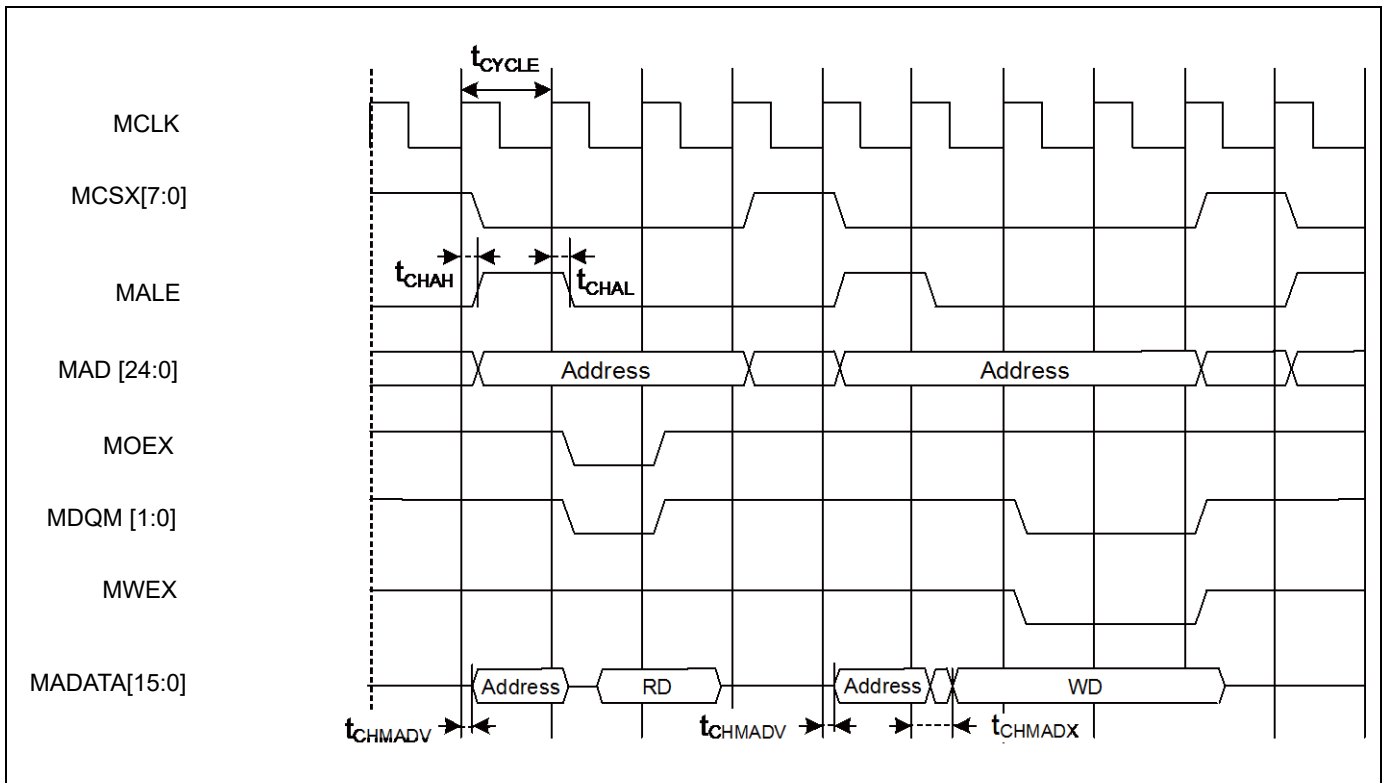 tCYCLE
MCLK
MCSX[7:0]
tCHAH
tCHAL
MALE
MAD [24:0]
Address
Address
MOEX
MDQM [1:0]
MWEX
MADATA[15:0]
Address
RD
Address
WD
tCHMADV
tCHMADV
tCHMADX